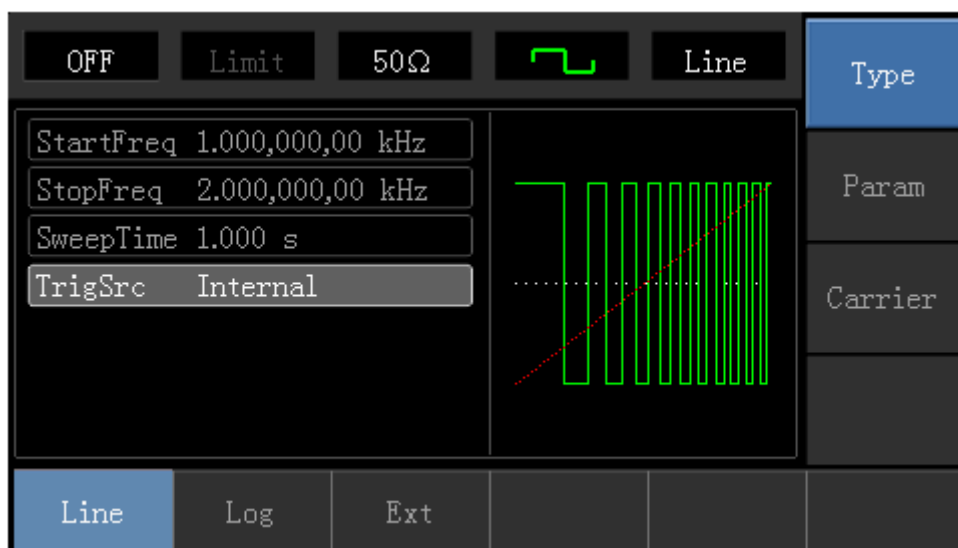 OFF Limit 50Ω Line
Type
StartFreq 1.000,000,00 kHz
StopFreq 2.000,000,00 kHz
SweepTime 1.000 s
TrigSrc Internal
Param
Carrier
Line Log Ext